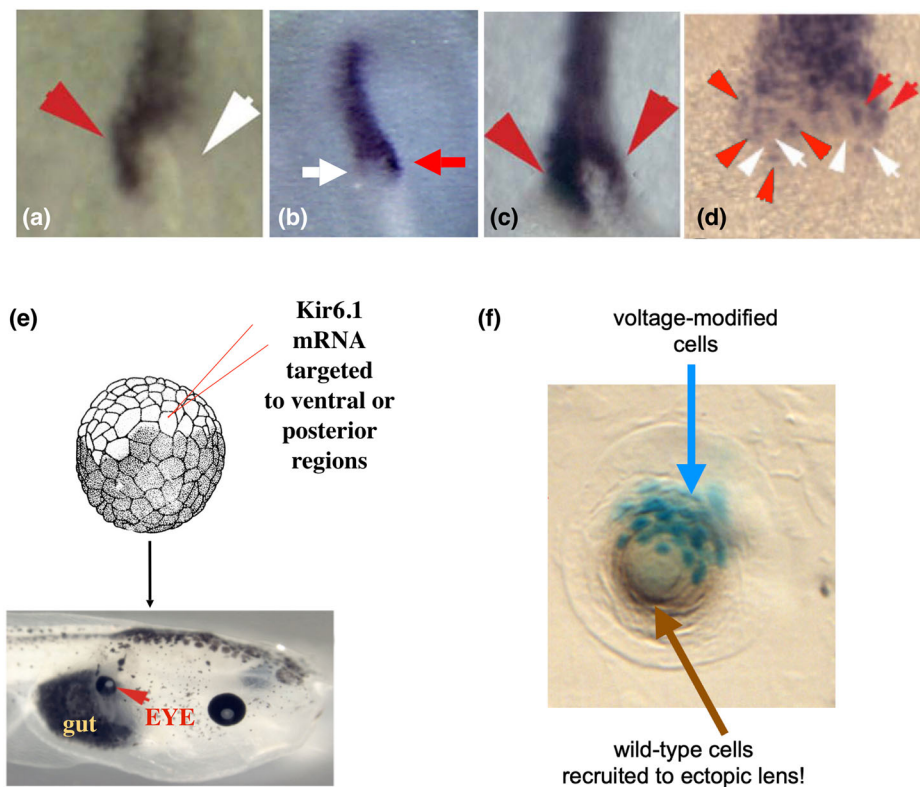 (a)
(b)
(c)
(d)
(e)
Kir6.1
mRNA
targeted
to ventral or
posterior
regions
gut
EYE
(f)
voltage-modified
cells
wild-type cells
recruited to ectopic lens!